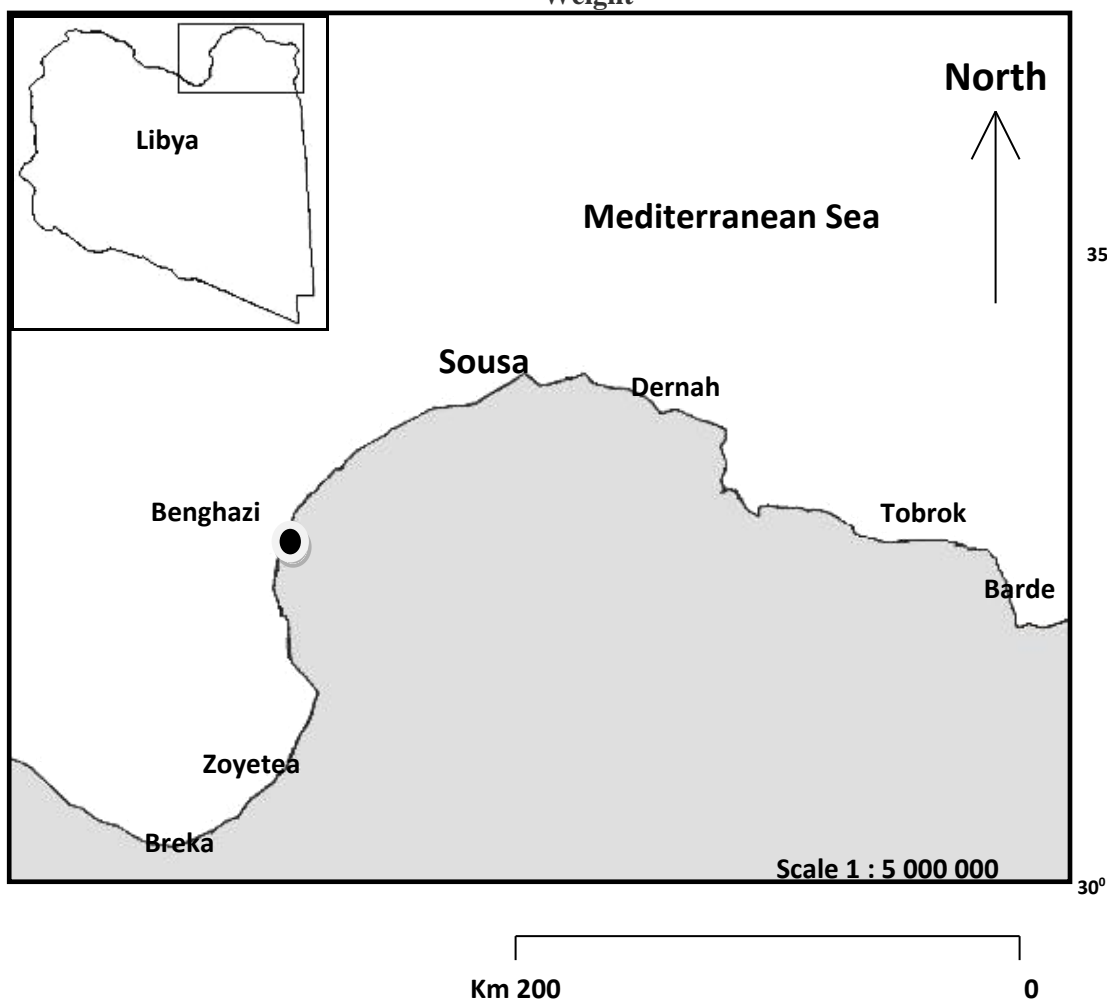 Weight
North
Libya
Mediterranean Sea
35
Sousa
Dernah
Benghazi
Tobrok
Barde
Zoyetea
Breka
Scale 1 : 5 000 000
30⁰
Km 200 0